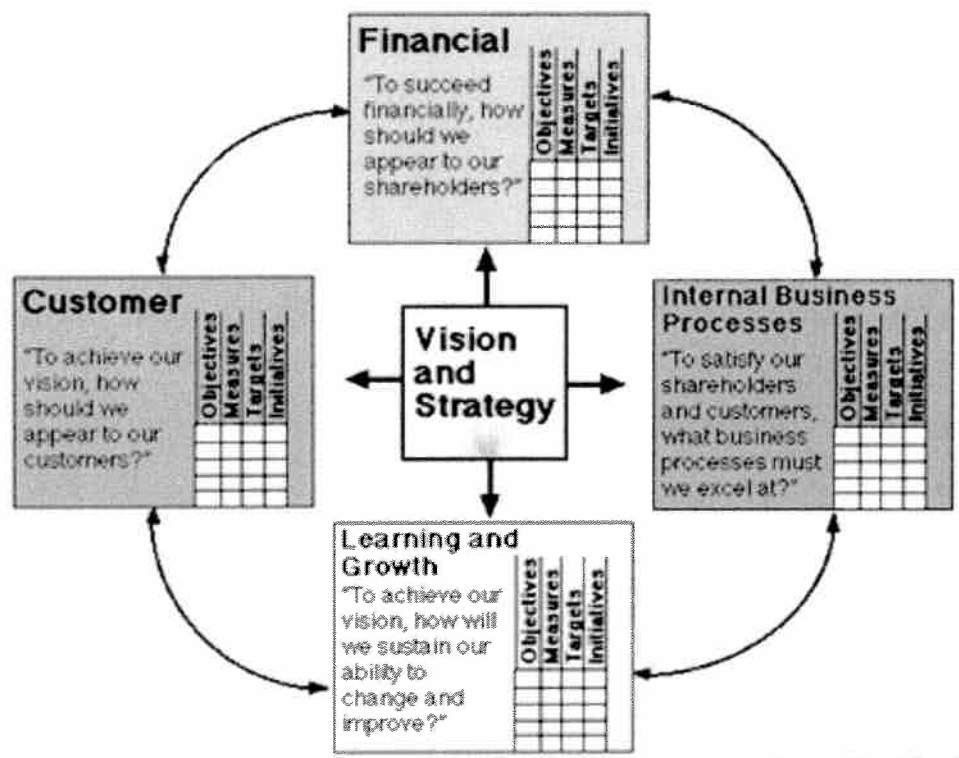 Financial
"To succeed
financially, how
should we
appear to our
shareholders?"
Objectives
Measures
Targets
Initiatives
Customer
"To achieve our
vision, how
should we
appear to our
customers?"
Objectives
Measures
Targets
Initiatives
Vision
and
Strategy
Internal Business
Processes
"To satisfy our
shareholders
and customers,
what business
processes must
we excel at?"
Objectives
Measures
Targets
Initiatives
Learning and
Growth
"To achieve our
vision, how will
we sustain our
ability to
change and
improve?"
Objectives
Measures
Targets
Initiatives